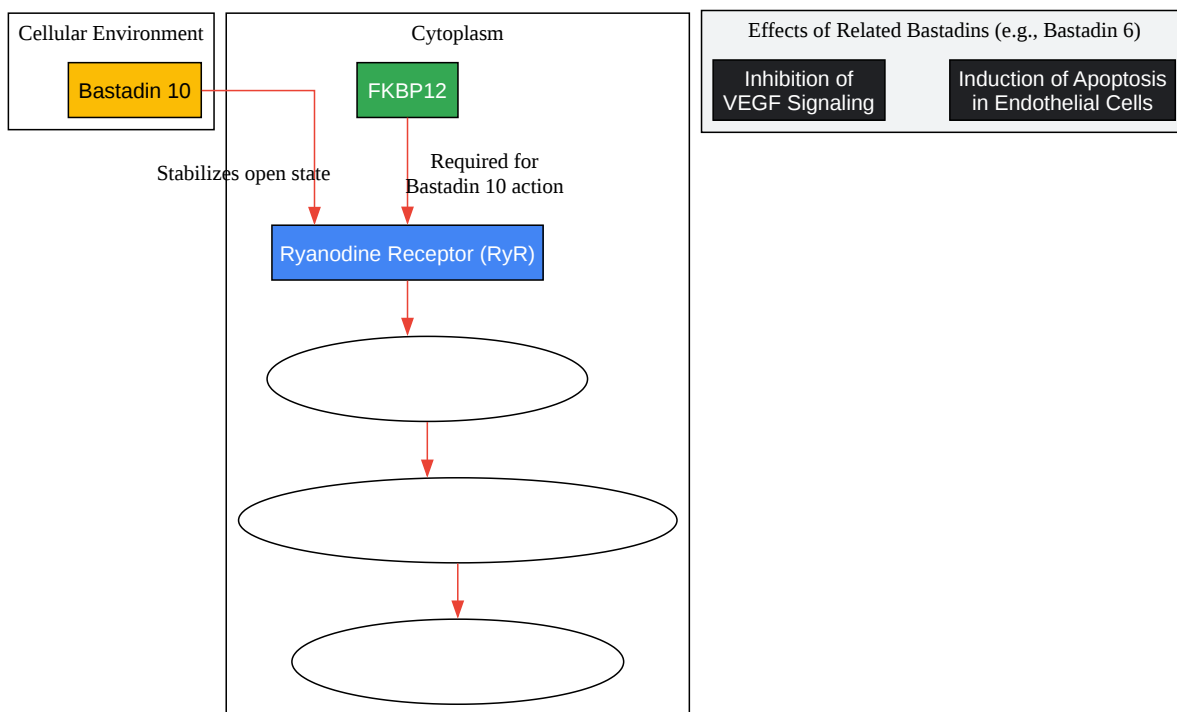 Cellular Environment
Bastadin 10
Cytoplasm
FKBP12
Stabilizes open state
Required for
Bastadin 10 action
Ryanodine Receptor (RyR)
Effects of Related Bastadins (e.g., Bastadin 6)
Inhibition of
VEGF Signaling
Induction of Apoptosis
in Endothelial Cells